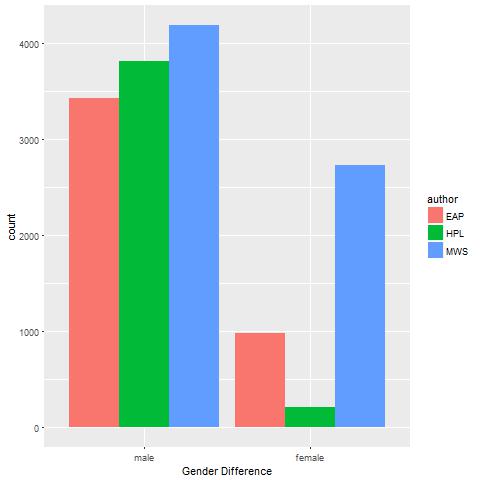 4000
3000
2000
1000
0
count
male female
Gender Difference
author
EAP
HPL
MWS